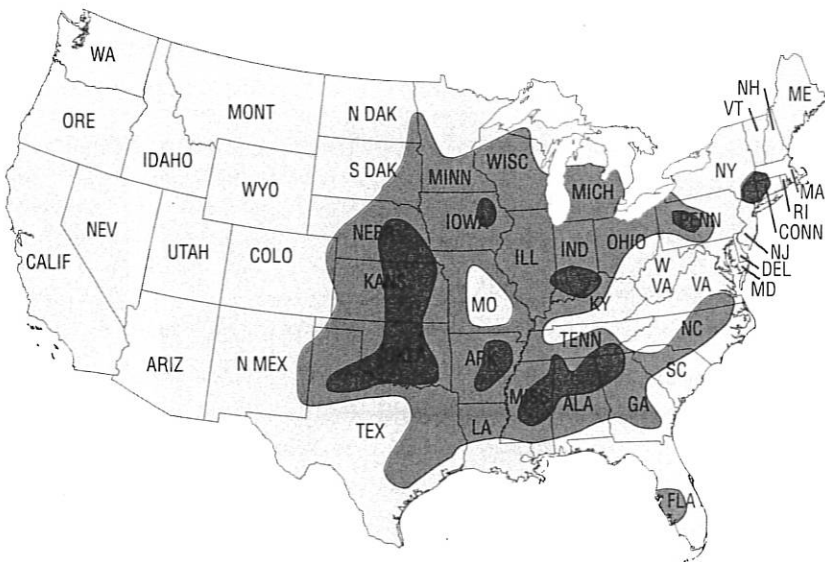 WA
MONT
N DAK
ORE
IDAHO
S DAK
MINN
WISC
MICH
VT
NH
ME
NY
MA
RI
CONN
NJ
DEL
MD
PENN
WYO
NEV
UTAH
COLO
CALIF
NEB
IOWA
ILL
IND
OHIO
W
VA
VA
KANS
MO
KY
ARIZ
N MEX
OKLA
ARK
TENN
NC
SC
MISS
ALA
GA
TEX
LA
FLA